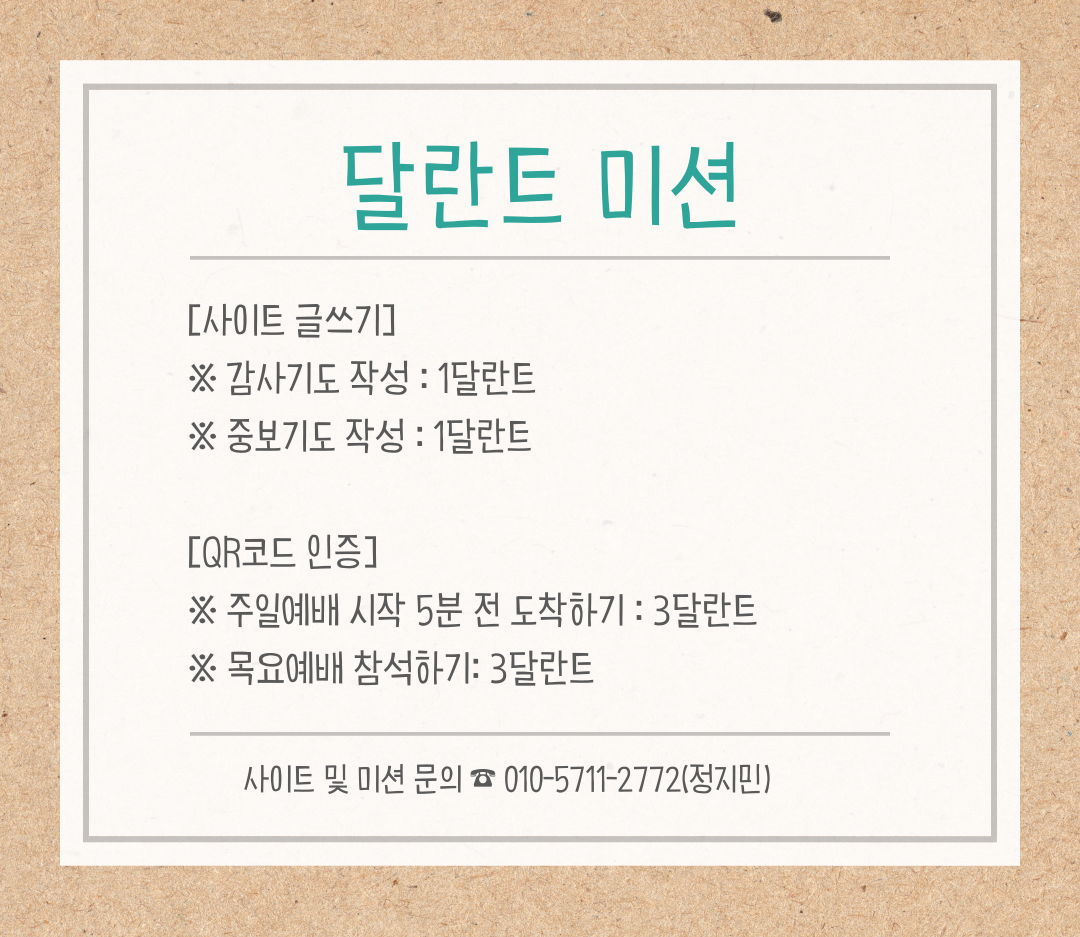 달란트 미션
[사이트 글쓰기]
※ 감사기도 작성 : 1달란트
※ 중보기도 작성 : 1달란트
[QR코드 인증]
※ 주일예배 시작 5분 전 도착하기 : 3달란트
※ 목요예배 참석하기: 3달란트
사이트 및 미션 문의 ☎ 010-5711-2772(정지민)